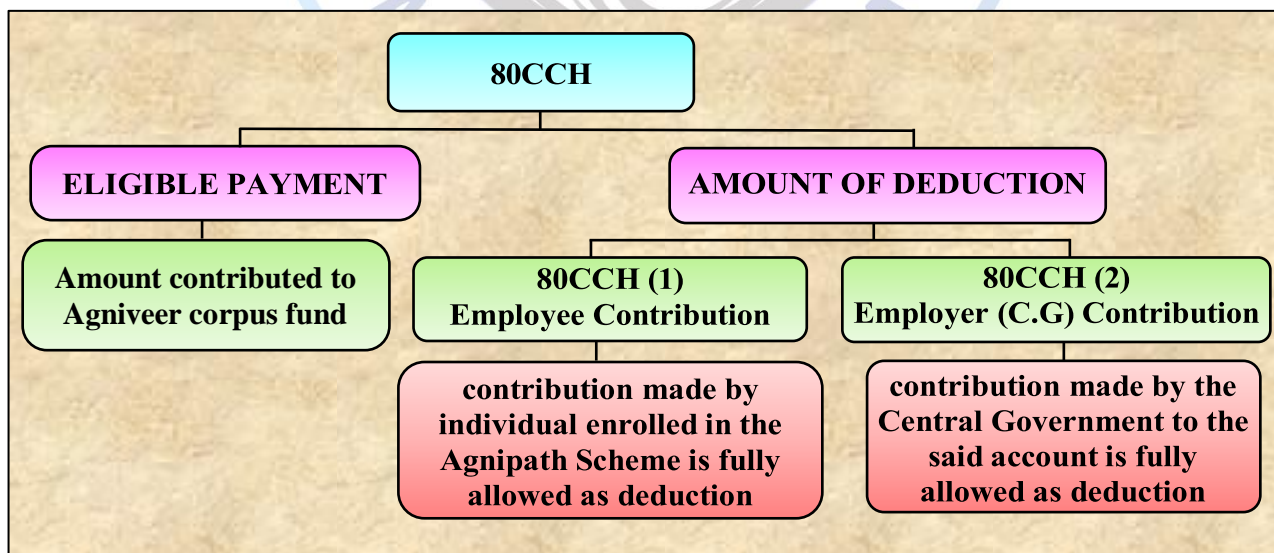 80CCH
ELIGIBLE PAYMENT
Amount contributed to
Agniveer corpus fund
AMOUNT OF DEDUCTION
80CCH (1)
Employee Contribution
contribution made by
individual enrolled in the
Agnipath Scheme is fully
allowed as deduction
80CCH (2)
Employer (C.G) Contribution
contribution made by the
Central Government to the
said account is fully
allowed as deduction